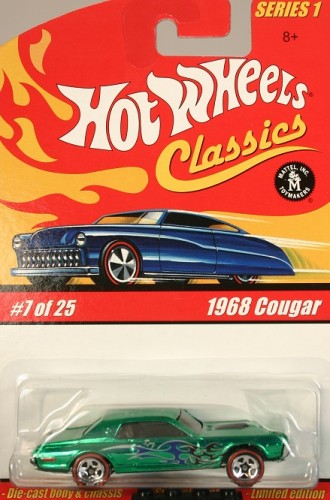 SERIES 1
8+
Hot Wheels
Classics
MATTEL, INC.
M
TOYMAKERS
#7 of 25
1968 Cougar
- Die-cast body & chassis
- Limited edition